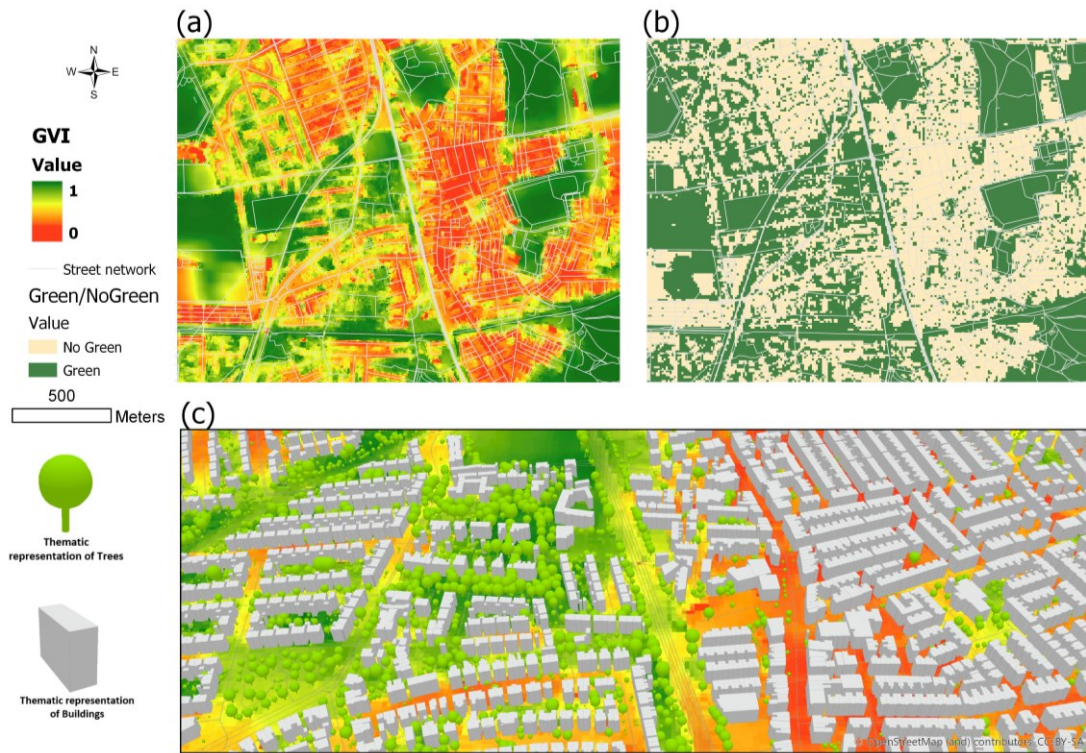 (a)
(b)
N
W
E
S
GVI
Value
1
0
Street network
Green/NoGreen
Value
No Green
Green
500
Meters
(c)
Thematic
representation of Trees
Thematic representation
of Buildings
OpenStreetMap (and) contributors, CC-BY-SA